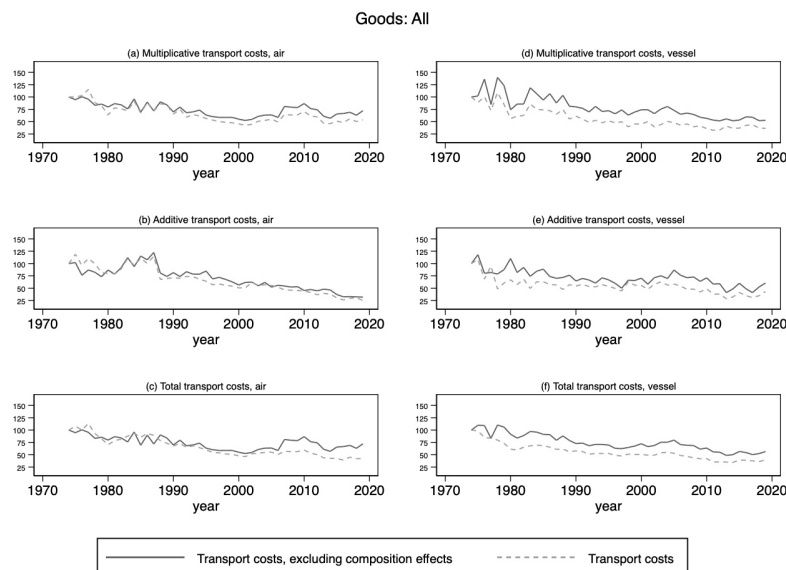 Goods: All
(a) Multiplicative transport costs, air
150
125
100
75
50
25
1970 1980 1990 2000 2010 2020
year
(d) Multiplicative transport costs, vessel
150
125
100
75
50
25
1970 1980 1990 2000 2010 2020
year
(b) Additive transport costs, air
150
125
100
75
50
25
1970 1980 1990 2000 2010 2020
year
(e) Additive transport costs, vessel
150
125
100
75
50
25
1970 1980 1990 2000 2010 2020
year
(c) Total transport costs, air
150
125
100
75
50
25
1970 1980 1990 2000 2010 2020
year
(f) Total transport costs, vessel
150
125
100
75
50
25
1970 1980 1990 2000 2010 2020
year
Transport costs, excluding composition effects Transport costs